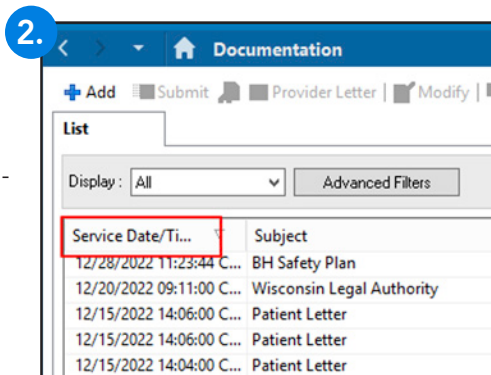 2.
Documentation
Add Submit Provider Letter | Modify |
List
Display : All Advanced Filters
Service Date/Ti... Subject
12/28/2022 11:23:44 C... BH Safety Plan
12/20/2022 09:11:00 C... Wisconsin Legal Authority
12/15/2022 14:06:00 C... Patient Letter
12/15/2022 14:06:00 C... Patient Letter
12/15/2022 14:04:00 C... Patient Letter